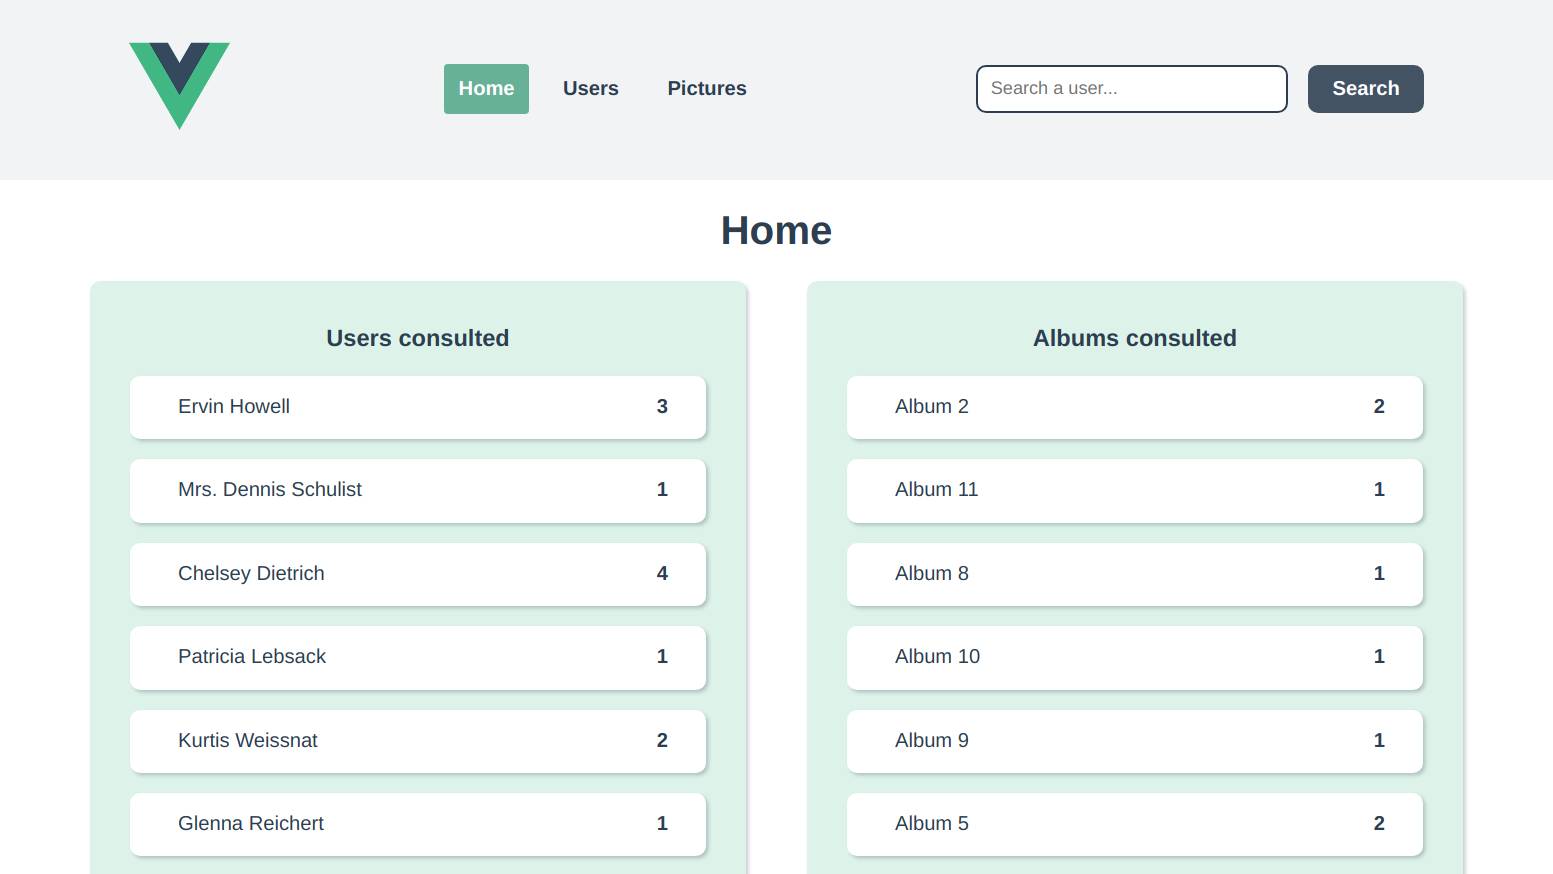 Home
Users
Pictures
Search a user...
Search
Home
Users consulted
Ervin Howell 3
Mrs. Dennis Schulist 1
Chelsey Dietrich 4
Patricia Lebsack 1
Kurtis Weissnat 2
Glenna Reichert 1
Albums consulted
Album 2 2
Album 11 1
Album 8 1
Album 10 1
Album 9 1
Album 5 2